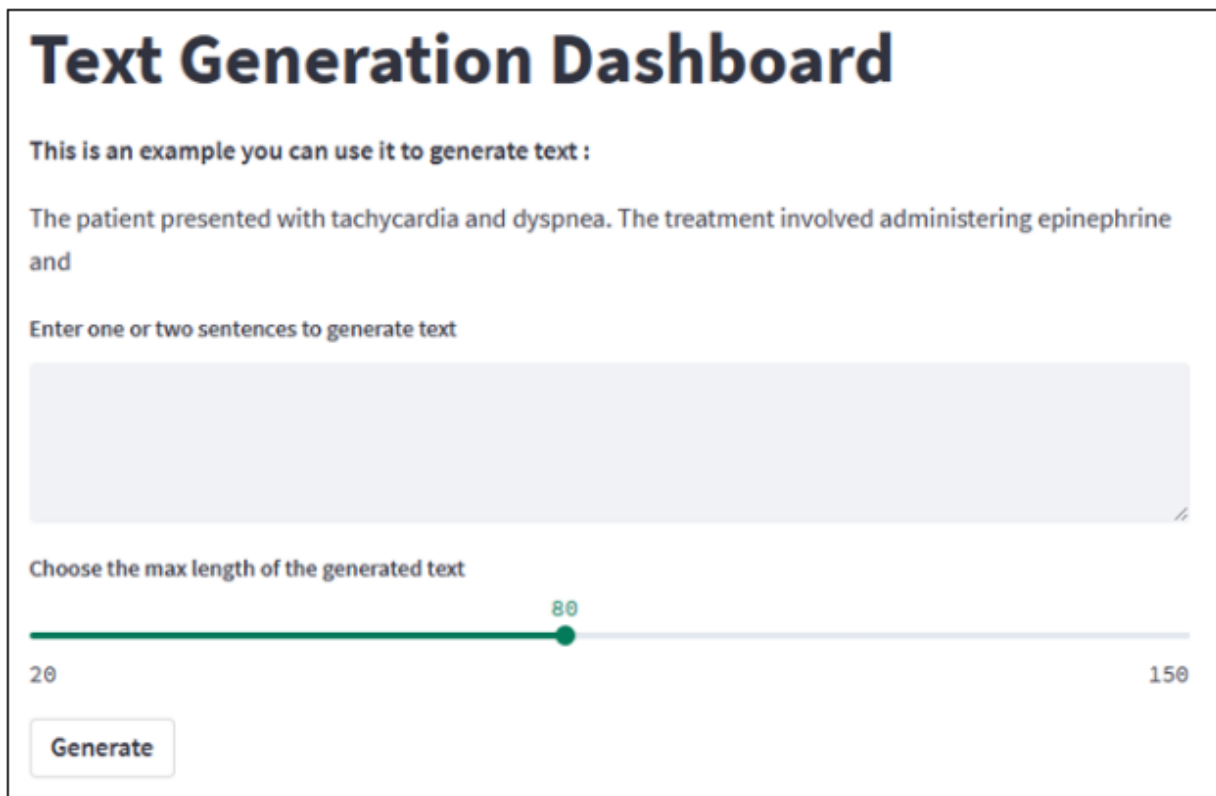 Text Generation Dashboard
This is an example you can use it to generate text :
The patient presented with tachycardia and dyspnea. The treatment involved administering epinephrine
and
Enter one or two sentences to generate text
Choose the max length of the generated text
80
20 150
Generate